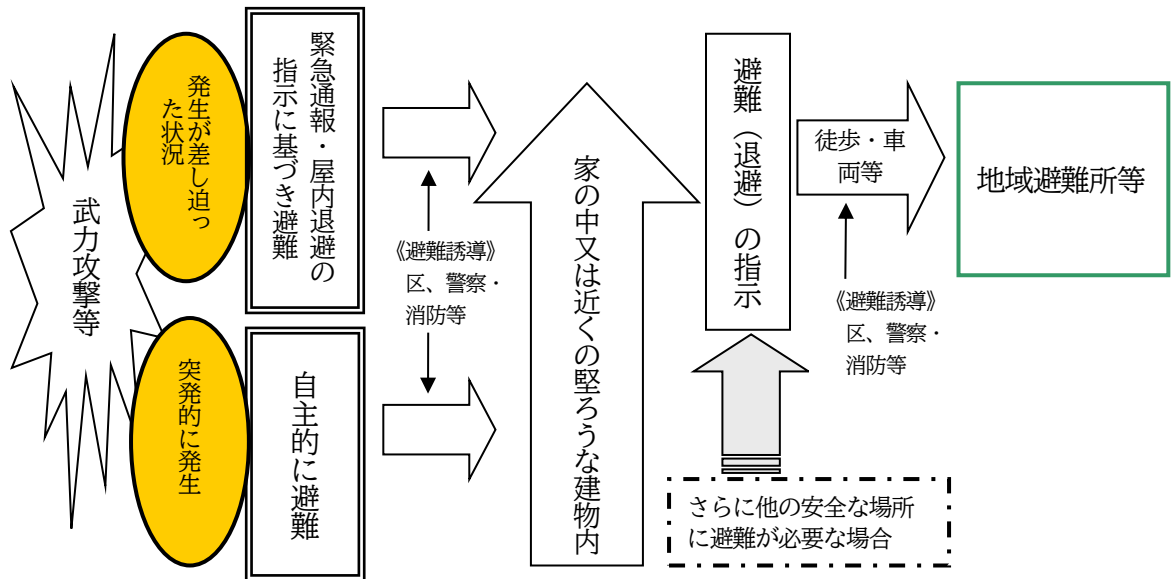 武力攻撃等
発生が差し迫っ
た状況
突発的に発生
緊急通報・屋内退避の
指示に基づき避難
自主的に避難
《避難誘導》
区、警察・
消防等
家の中又は近くの堅ろうな建物内
避難（退避）の指示
さらに他の安全な場所
に避難が必要な場合
徒歩・車
両等
《避難誘導》
区、警察・
消防等
地域避難所等